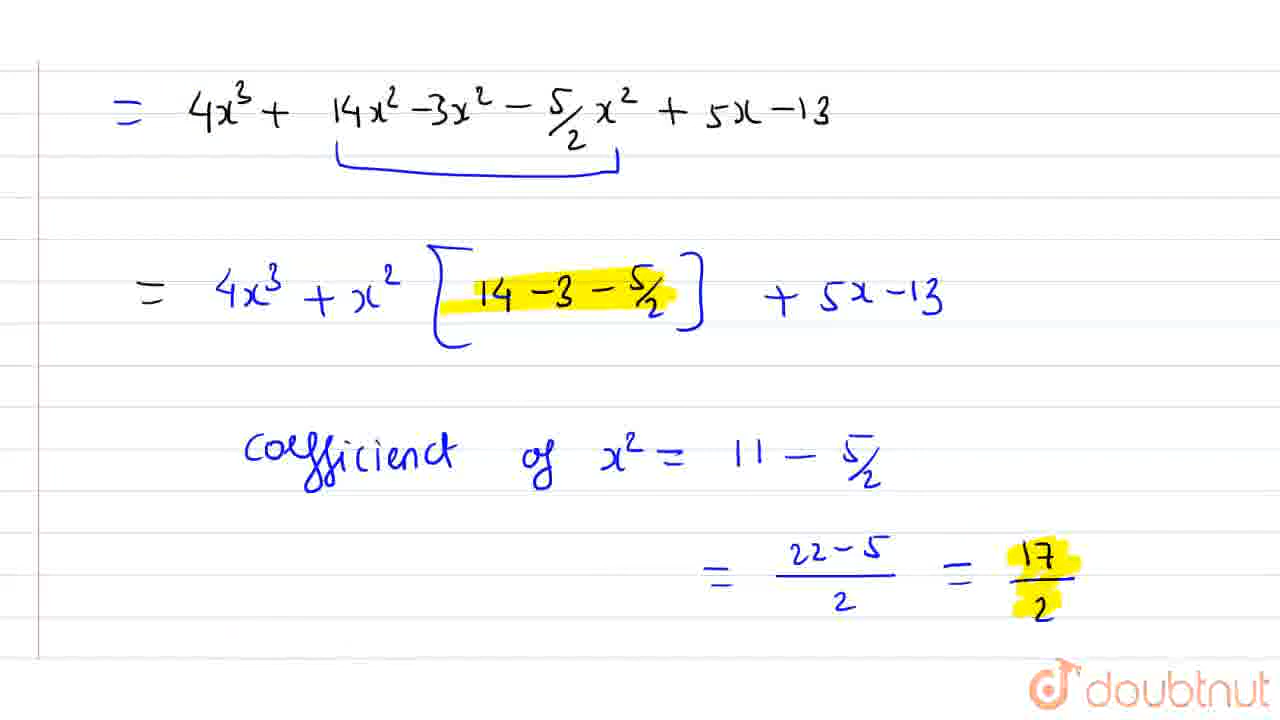 = 4x³ + 14x² - 3x² - 5/2 x² + 5x - 13
= 4x³ + x² [14 - 3 - 5/2] + 5x - 13
coefficienct of x² = 11 - 5/2
= (22 - 5)/2 = 17/2
doubtnut